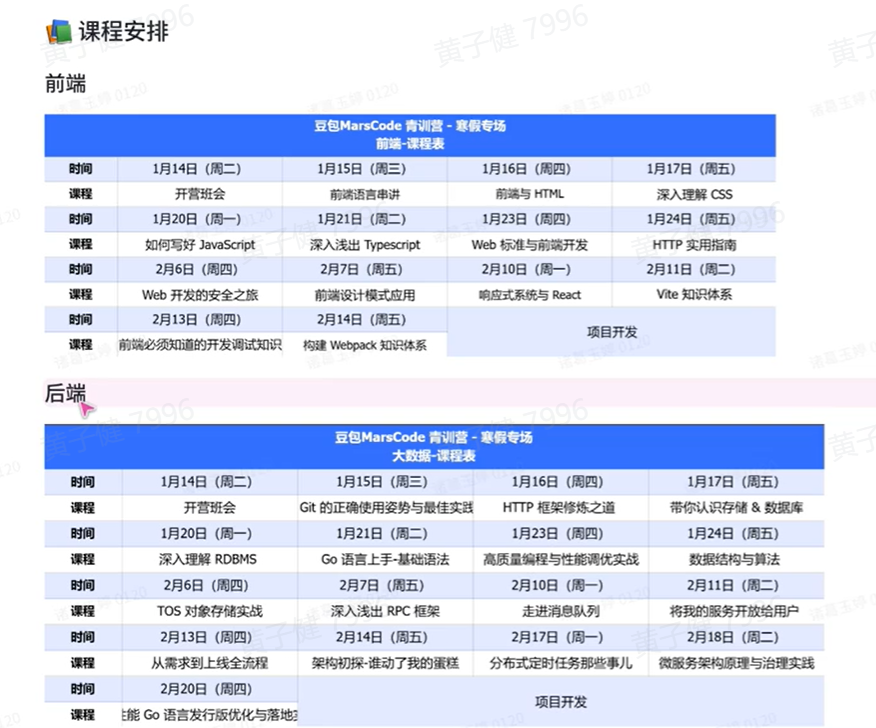 课程安排
前端
豆包MarsCode 青训营 - 寒假专场
前端-课程表
时间 1月14日（周二） 1月15日（周三） 1月16日（周四） 1月17日（周五）
课程 开营班会 前端语言串讲 前端与 HTML 深入理解 CSS
时间 1月20日（周一） 1月21日（周二） 1月23日（周四） 1月24日（周五）
课程 如何写好 JavaScript 深入浅出 Typescript Web 标准与前端开发 HTTP 实用指南
时间 2月6日（周四） 2月7日（周五） 2月10日（周一） 2月11日（周二）
课程 Web 开发的安全之旅 前端设计模式应用 响应式系统与 React Vite 知识体系
时间 2月13日（周四） 2月14日（周五） 项目开发
课程 前端必须知道的开发调试知识 构建 Webpack 知识体系
后端
豆包MarsCode 青训营 - 寒假专场
大数据-课程表
时间 1月14日（周二） 1月15日（周三） 1月16日（周四） 1月17日（周五）
课程 开营班会 Git 的正确使用姿势与最佳实践 HTTP 框架修炼之道 带你认识存储 & 数据库
时间 1月20日（周一） 1月21日（周二） 1月23日（周四） 1月24日（周五）
课程 深入理解 RDBMS Go 语言上手-基础语法 高质量编程与性能调优实战 数据结构与算法
时间 2月6日（周四） 2月7日（周五） 2月10日（周一） 2月11日（周二）
课程 TOS 对象存储实战 深入浅出 RPC 框架 走进消息队列 将我的服务开放给用户
时间 2月13日（周四） 2月14日（周五） 2月17日（周一） 2月18日（周二）
课程 从需求到上线全流程 架构初探-谁动了我的蛋糕 分布式定时任务那些事儿 微服务架构原理与治理实践
时间 2月20日（周四） 项目开发
课程 能 Go 语言发行版优化与落地
黄子健 7996
诸葛玉婷 0120